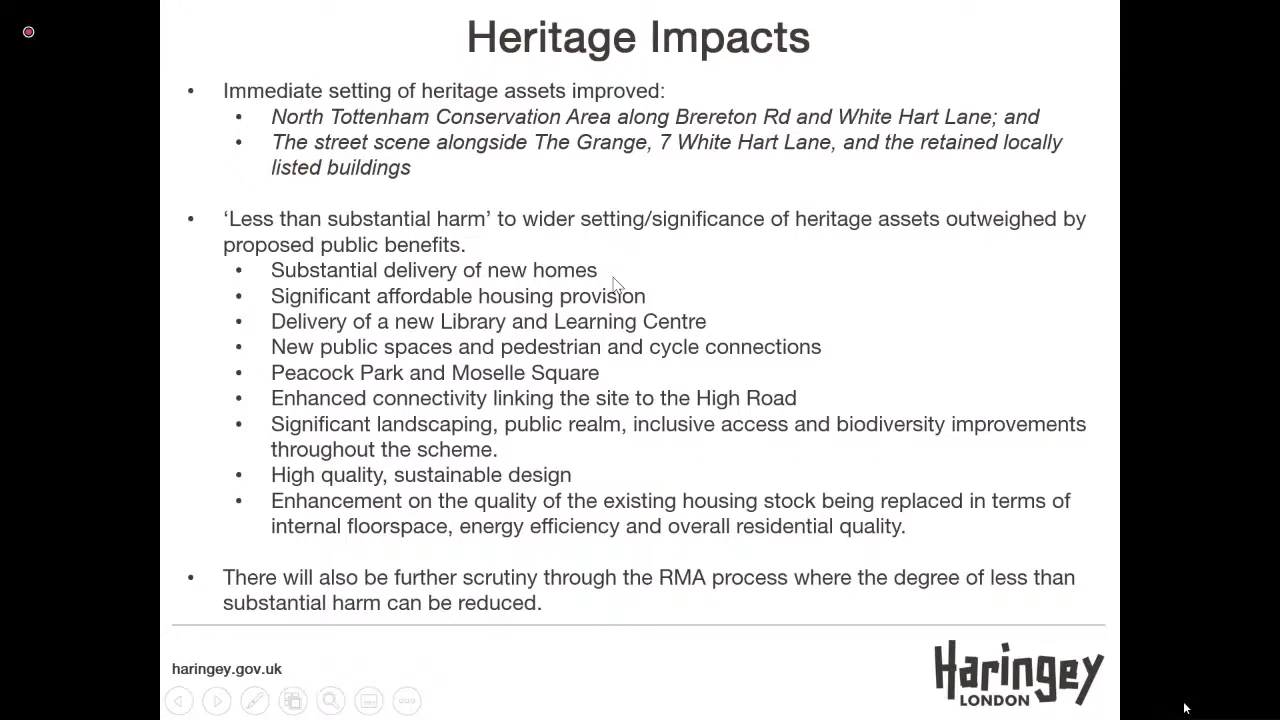 Heritage Impacts
• Immediate setting of heritage assets improved:
• North Tottenham Conservation Area along Brereton Rd and White Hart Lane; and
• The street scene alongside The Grange, 7 White Hart Lane, and the retained locally
listed buildings
• ‘Less than substantial harm’ to wider setting/significance of heritage assets outweighed by
proposed public benefits.
• Substantial delivery of new homes
• Significant affordable housing provision
• Delivery of a new Library and Learning Centre
• New public spaces and pedestrian and cycle connections
• Peacock Park and Moselle Square
• Enhanced connectivity linking the site to the High Road
• Significant landscaping, public realm, inclusive access and biodiversity improvements
throughout the scheme.
• High quality, sustainable design
• Enhancement on the quality of the existing housing stock being replaced in terms of
internal floorspace, energy efficiency and overall residential quality.
• There will also be further scrutiny through the RMA process where the degree of less than
substantial harm can be reduced.
haringey.gov.uk
Haringey
LONDON